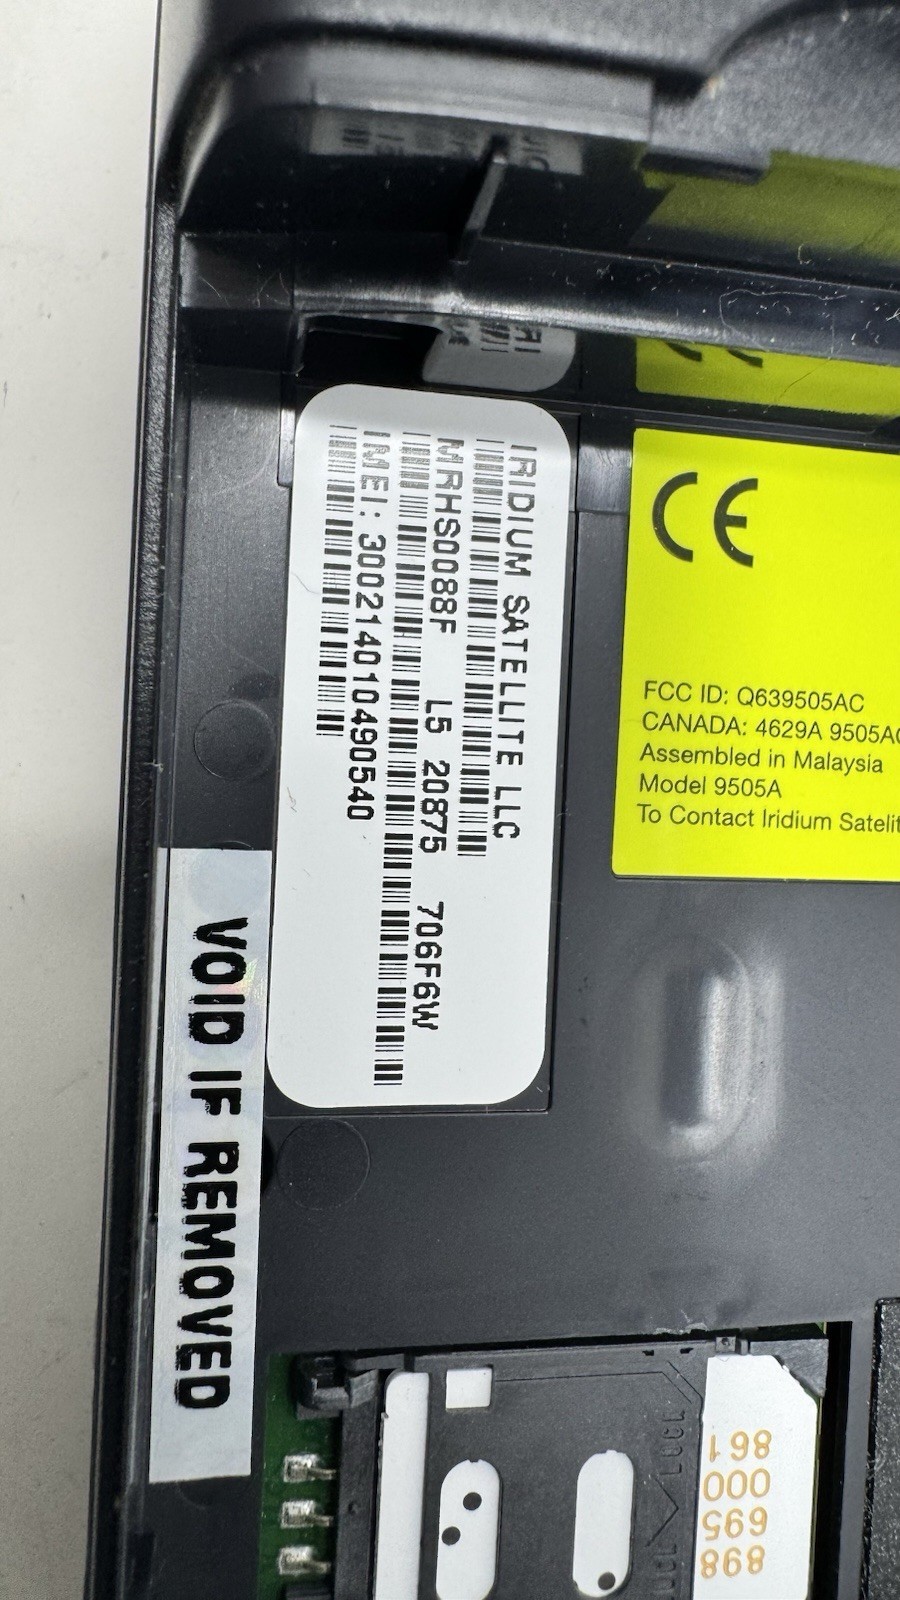 IRIDIUM SATELLITE LLC
MRHS0088F L5 20875 706F6W
IMEI: 300214010490540
CE
FCC ID: Q639505AC
CANADA: 4629A 9505AC
Assembled in Malaysia
Model 9505A
To Contact Iridium Satelit
VOID IF REMOVED
898
695
000
861